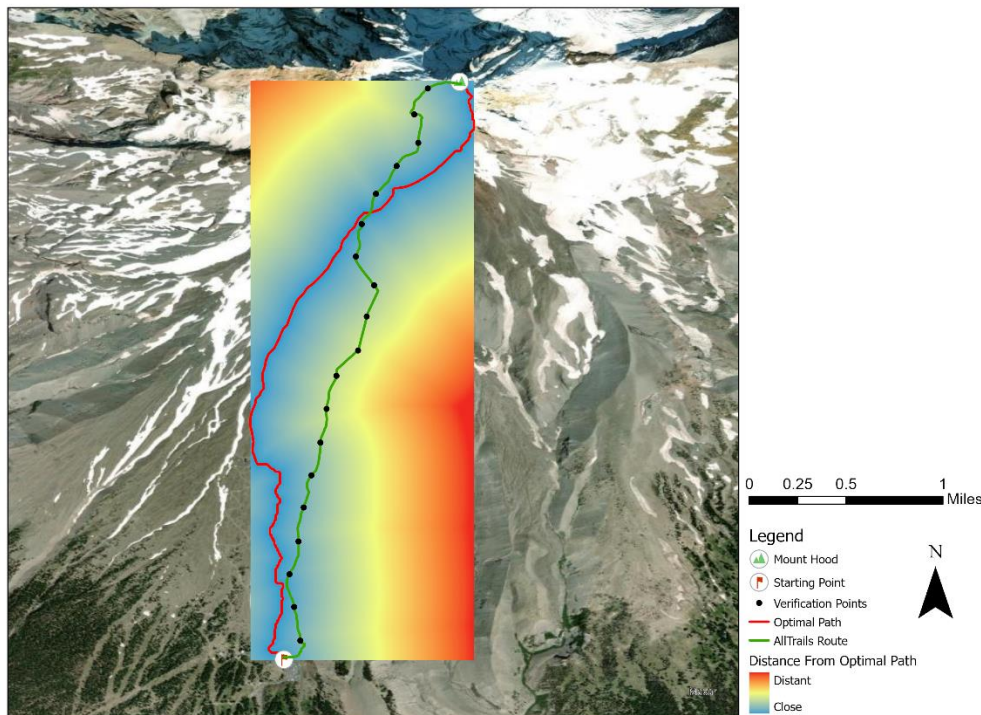 0 0.25 0.5 1
Miles
Legend
Mount Hood
Starting Point
Verification Points
Optimal Path
AllTrails Route
Distance From Optimal Path
Distant
Close
N
Maxar